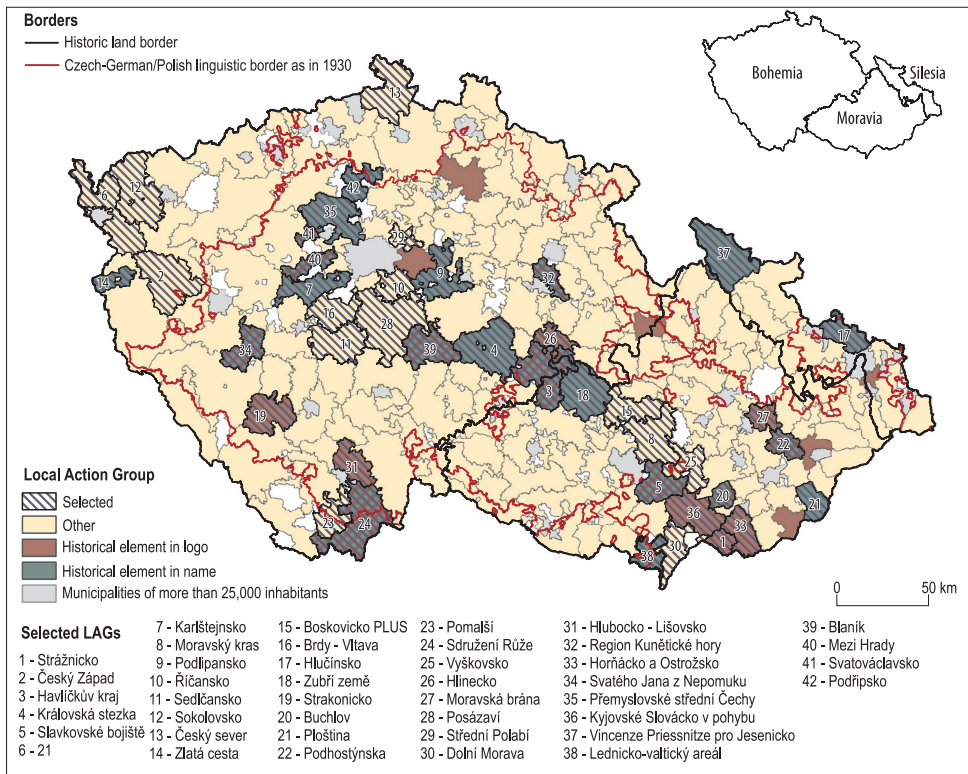 Borders
Historic land border
Czech-German/Polish linguistic border as in 1930
Bohemia
Silesia
Moravia
13
6
12
42
35
41
29
2
14
40
7
9
10
16
28
11
32
37
17
34
39
4
26
3
18
19
15
8
27
22
31
25
5
20
21
23
24
36
33
38
30
1
Local Action Group
Selected
Other
Historical element in logo
Historical element in name
Municipalities of more than 25,000 inhabitants
0 50 km
Selected LAGs
1 - Strážnicko
2 - Český Západ
3 - Havlíčkův kraj
4 - Královská stezka
5 - Slavkovské bojiště
6 - 21
7 - Karlštejnsko
8 - Moravský kras
9 - Podlipansko
10 - Říčansko
11 - Sedlčansko
12 - Sokolovsko
13 - Český sever
14 - Zlatá cesta
15 - Boskovicko PLUS
16 - Brdy - Vltava
17 - Hlučínsko
18 - Zubří země
19 - Strakonicko
20 - Buchlov
21 - Ploština
22 - Podhostýnska
23 - Pomalší
24 - Sdružení Růže
25 - Vyškovsko
26 - Hlinecko
27 - Moravská brána
28 - Posázaví
29 - Střední Polabí
30 - Dolní Morava
31 - Hlubocko - Lišovsko
32 - Region Kunětické hory
33 - Horňácko a Ostrožsko
34 - Svatého Jana z Nepomuku
35 - Přemyslovské střední Čechy
36 - Kyjovské Slovácko v pohybu
37 - Vincenze Priessnitze pro Jesenicko
38 - Lednicko-valtický areál
39 - Blaník
40 - Mezi Hrady
41 - Svatováclavsko
42 - Podřipsko